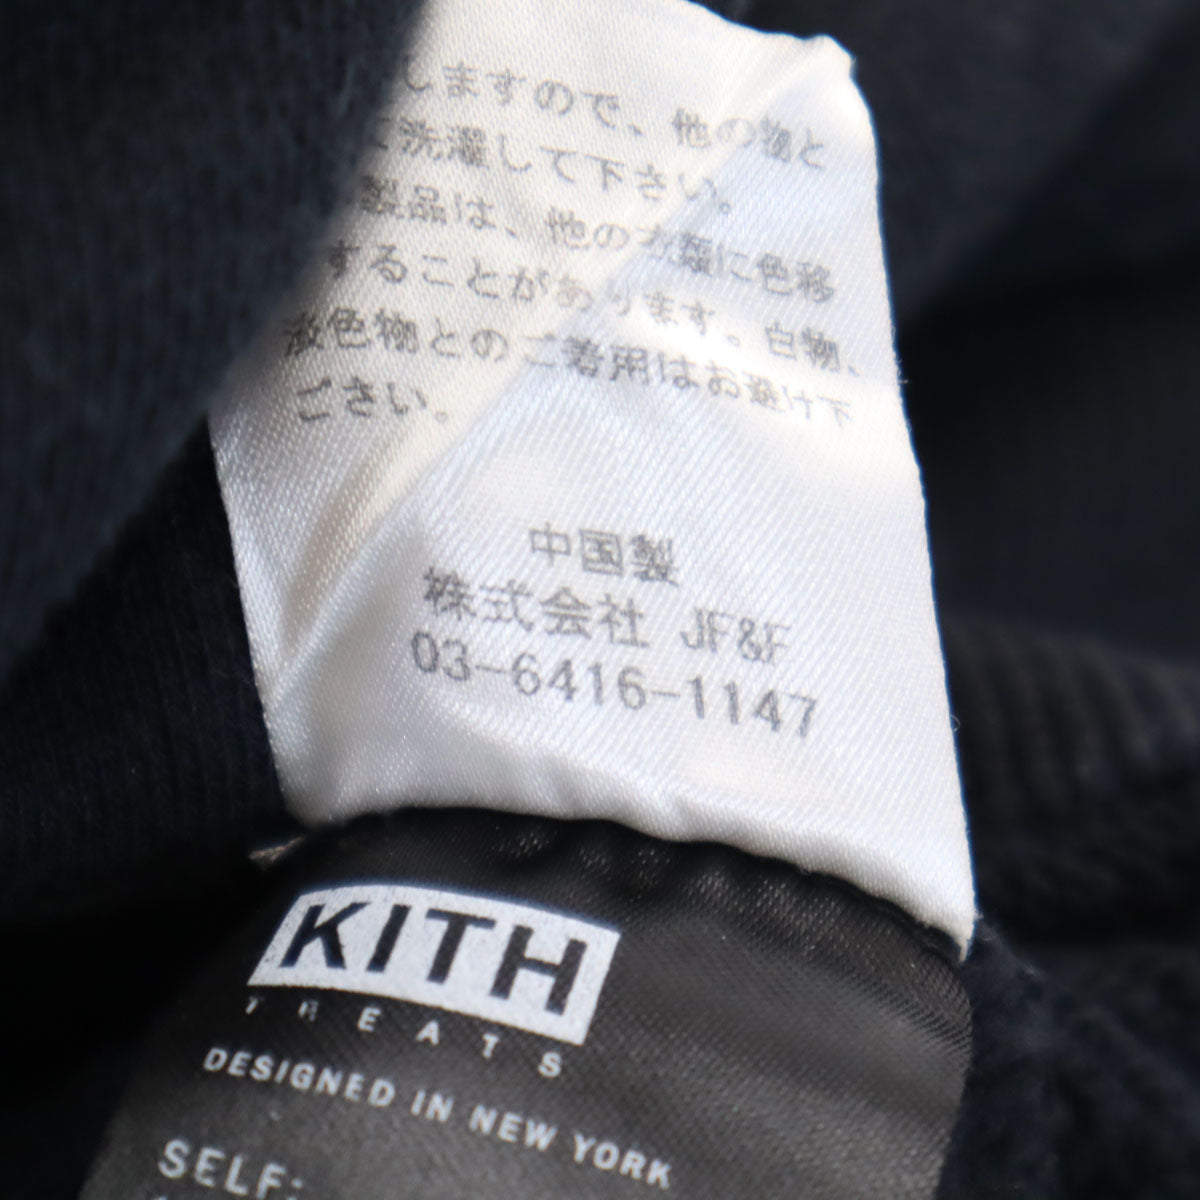 しますので、他の物と
洗濯して下さい。
製品は、他の衣類に色移
することがあります。白物、
淡色物とのご着用はお避け下
ございださい。
中国製
株式会社 JF&F
03-6416-1147
KITH
TREATS
DESIGNED IN NEW YORK
SELF: